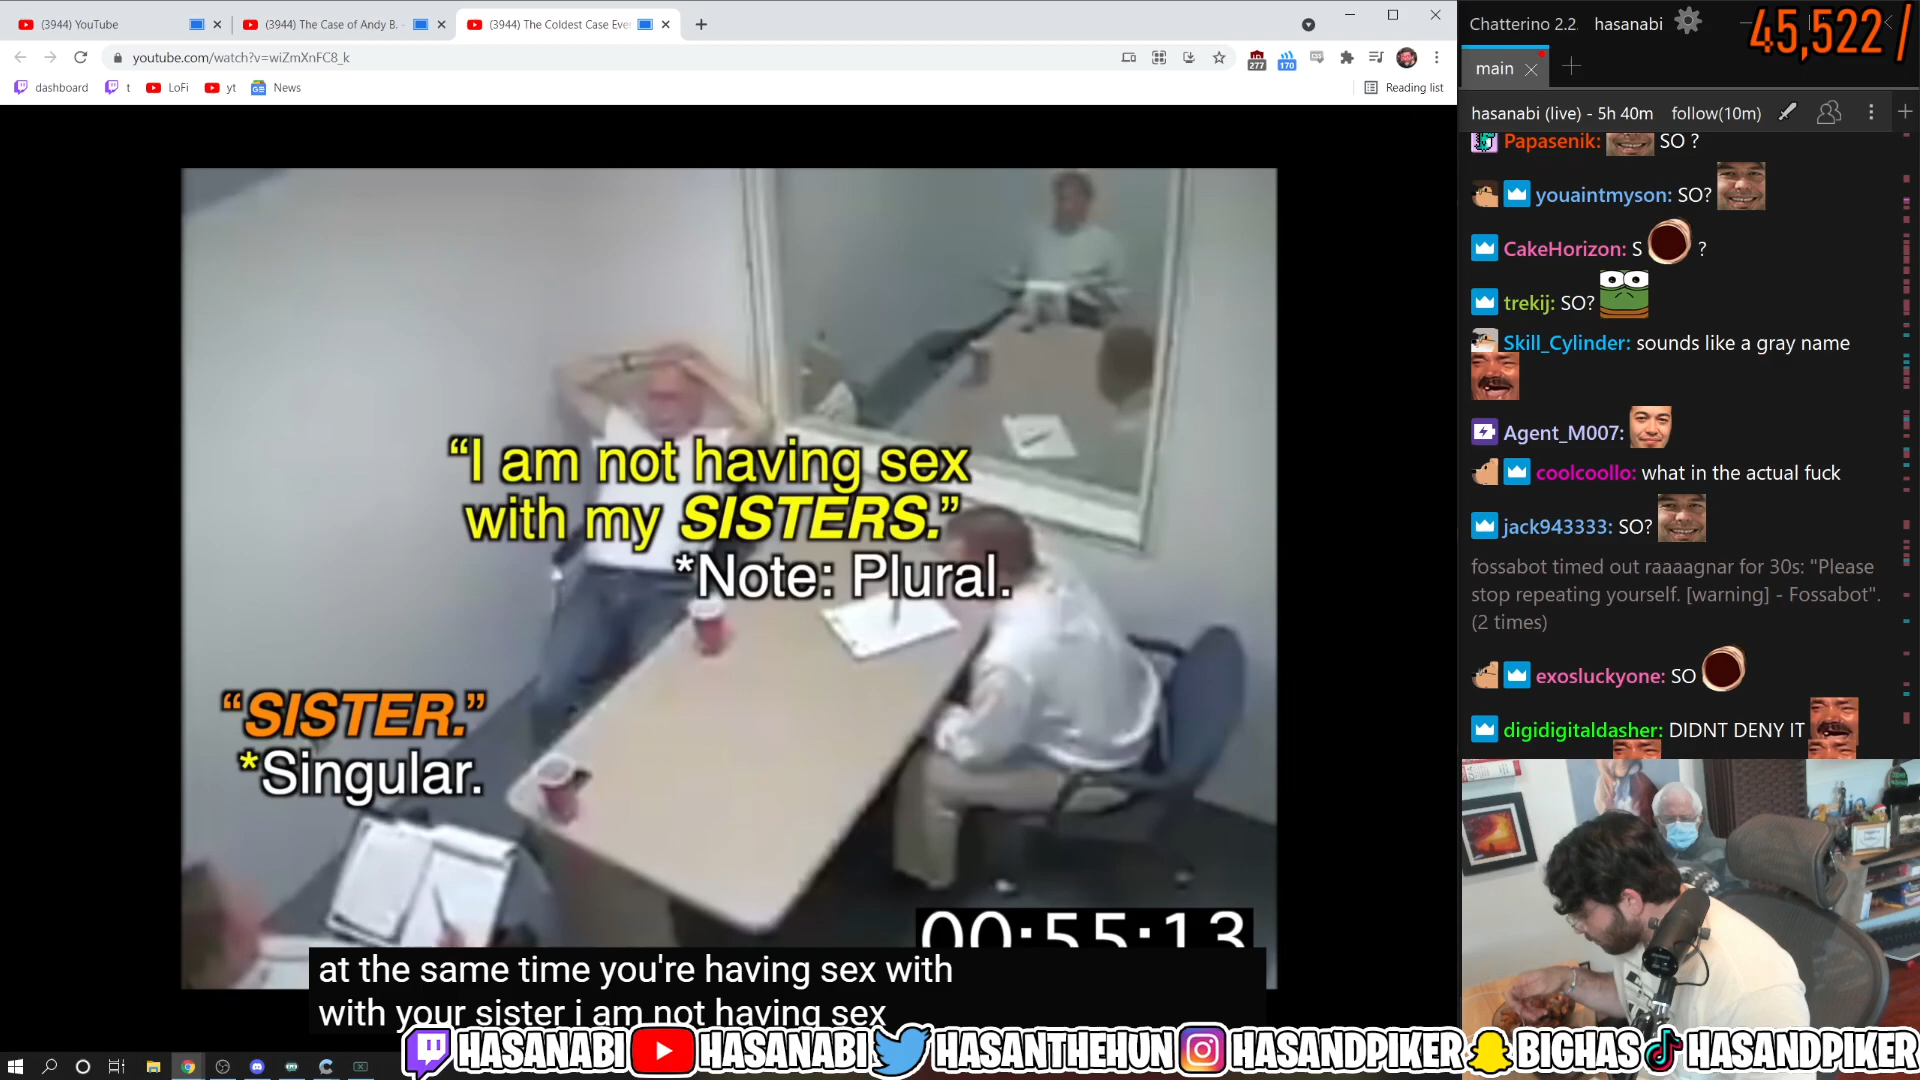 (3944) YouTube
(3944) The Case of Andy B.
(3944) The Coldest Case Eve
youtube.com/watch?v=wiZmXnFC8_k
277
170
dashboard
t
LoFi
yt
News
Reading list
“I am not having sex
with my SISTERS.”
*Note: Plural.
“SISTER.”
*Singular.
00:55:13
at the same time you're having sex with
with your sister i am not having sex
Chatterino 2.2.
hasanabi
45,522 /
main
hasanabi (live) - 5h 40m
follow(10m)
Papasenik: SO ?
youaintmyson: SO?
CakeHorizon: S ?
trekij: SO?
Skill_Cylinder: sounds like a gray name
Agent_M007:
coolcoollo: what in the actual fuck
jack943333: SO?
fossabot timed out raaaagnar for 30s: "Please
stop repeating yourself. [warning] - Fossabot".
(2 times)
exosluckyone: SO
digidigitaldasher: DIDNT DENY IT
HASANABI
HASANABI
HASANTHEHUN
HASANDPIKER
BIGHAS
HASANDPIKER